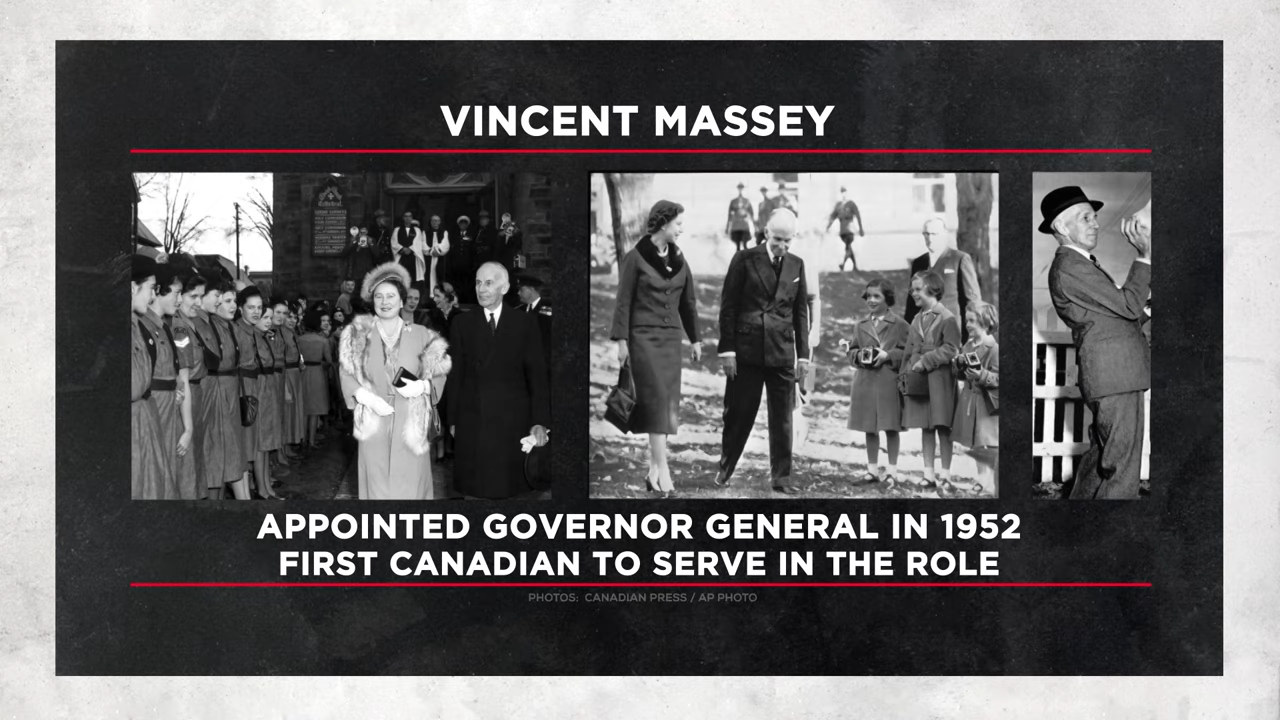 VINCENT MASSEY
APPOINTED GOVERNOR GENERAL IN 1952
FIRST CANADIAN TO SERVE IN THE ROLE
PHOTOS: CANADIAN PRESS / AP PHOTO